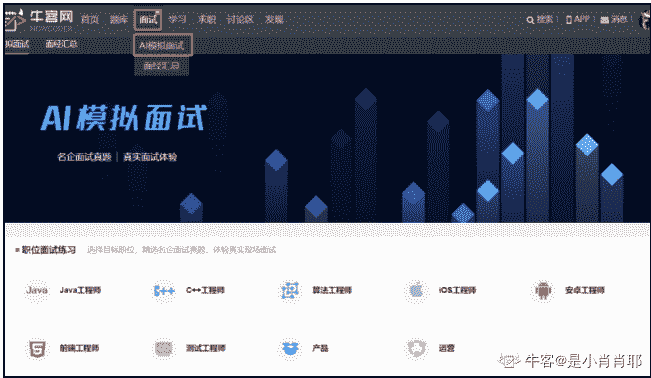 牛客网
NOWCODER
首页 题库 面试 学习 求职 讨论区 发现
搜索 APP 消息
拟面试 面经汇总
AI模拟面试
面经汇总
AI模拟面试
名企面试真题 | 真实面试体验
职位面试练习 选择目标职位，精选名企面试真题，体验真实现场面试
Java Java工程师
C++工程师
算法工程师
iOS工程师
安卓工程师
前端工程师
测试工程师
产品
运营
牛客@是小肖肖耶